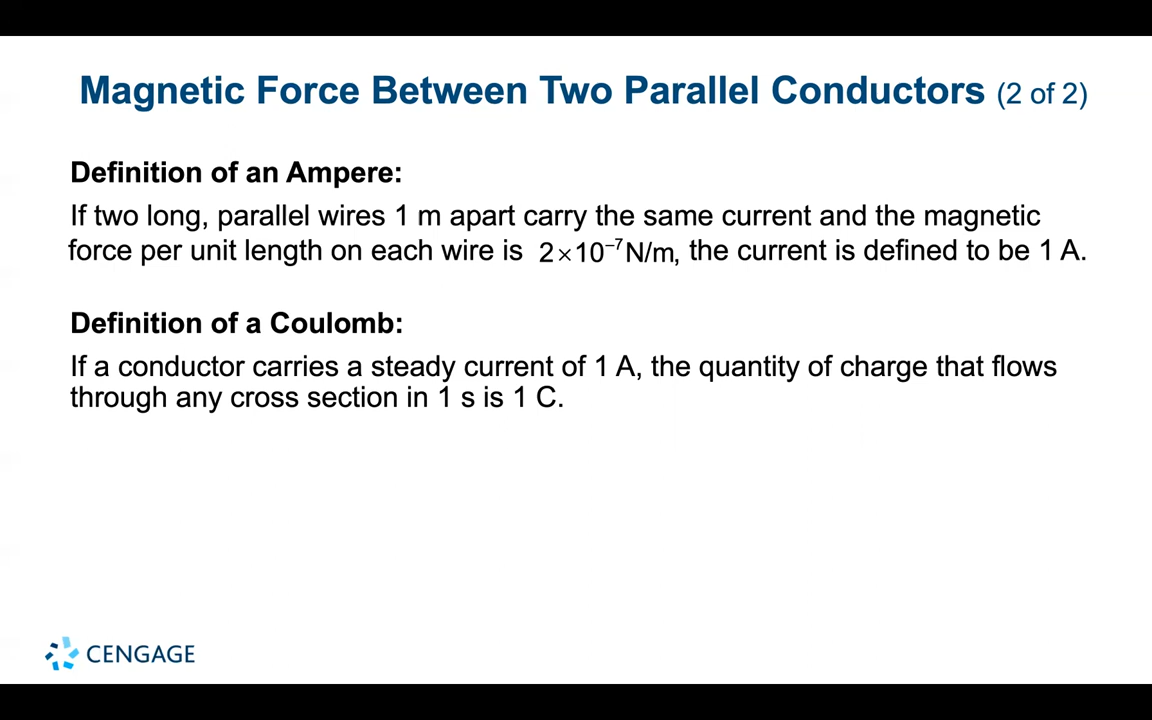 Magnetic Force Between Two Parallel Conductors (2 of 2)
Definition of an Ampere:
If two long, parallel wires 1 m apart carry the same current and the magnetic
force per unit length on each wire is 2×10⁻⁷ N/m, the current is defined to be 1 A.
Definition of a Coulomb:
If a conductor carries a steady current of 1 A, the quantity of charge that flows
through any cross section in 1 s is 1 C.
CENGAGE